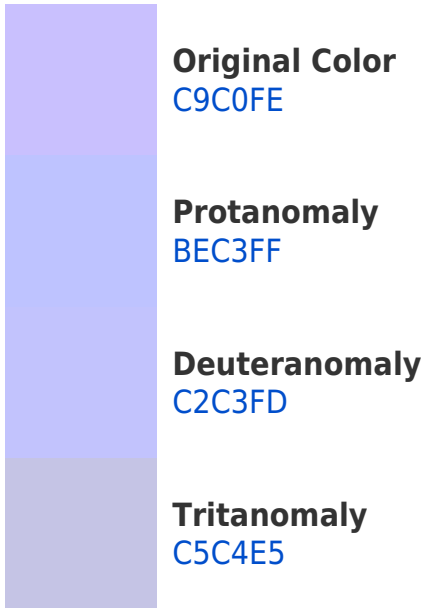 Original Color
C9C0FE
Protanomaly
BEC3FF
Deuteranomaly
C2C3FD
Tritanomaly
C5C4E5